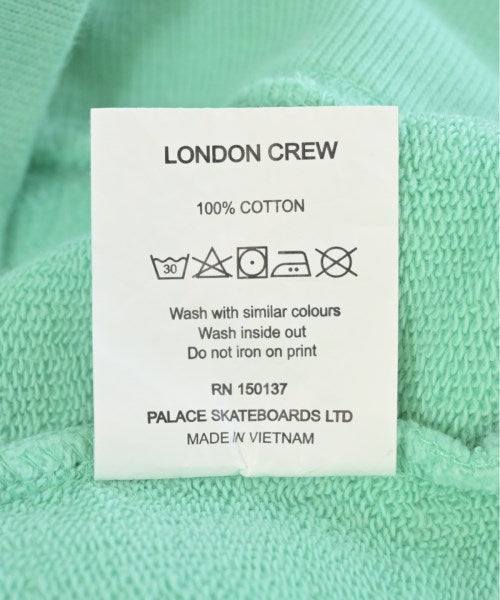 LONDON CREW
100% COTTON
30
Wash with similar colours
Wash inside out
Do not iron on print
RN 150137
PALACE SKATEBOARDS LTD
MADE IN VIETNAM